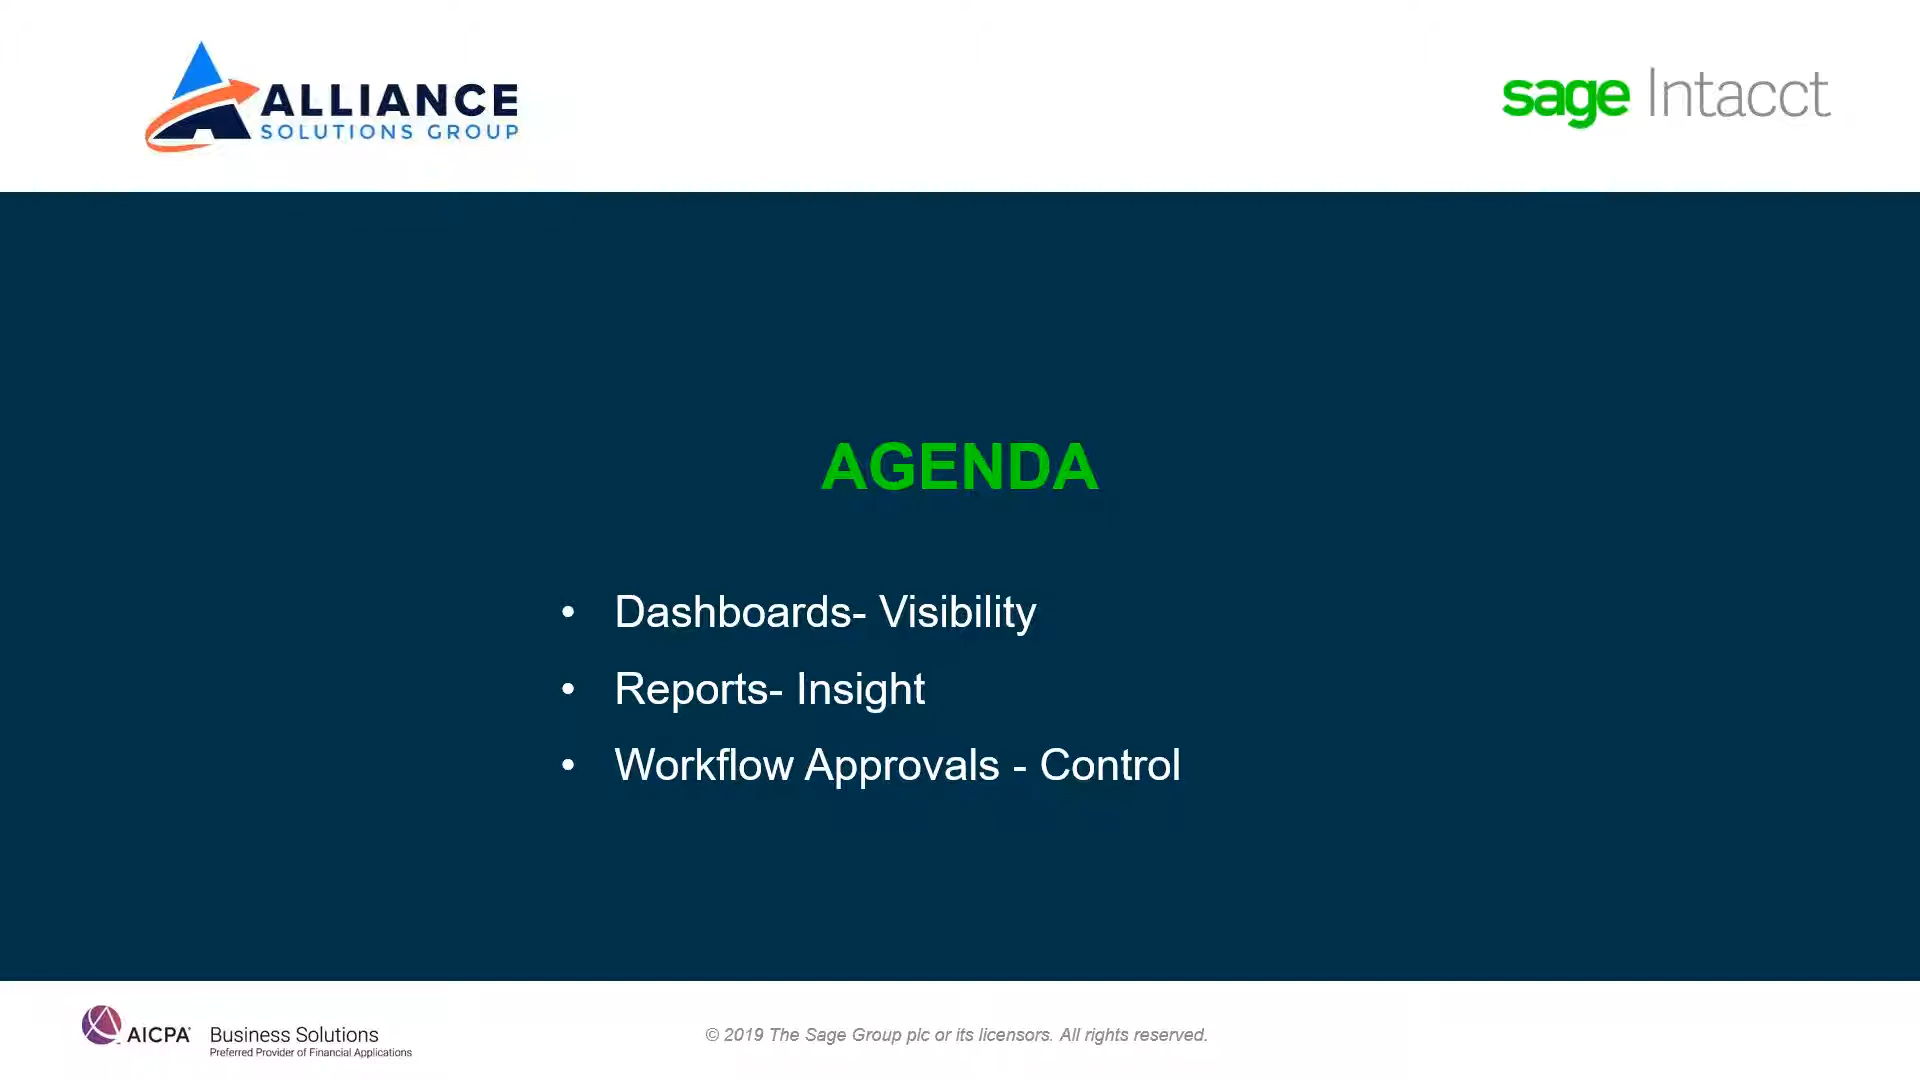 ALLIANCE
SOLUTIONS GROUP
sage Intacct
AGENDA
• Dashboards- Visibility
• Reports- Insight
• Workflow Approvals - Control
AICPA Business Solutions
Preferred Provider of Financial Applications
© 2019 The Sage Group plc or its licensors. All rights reserved.